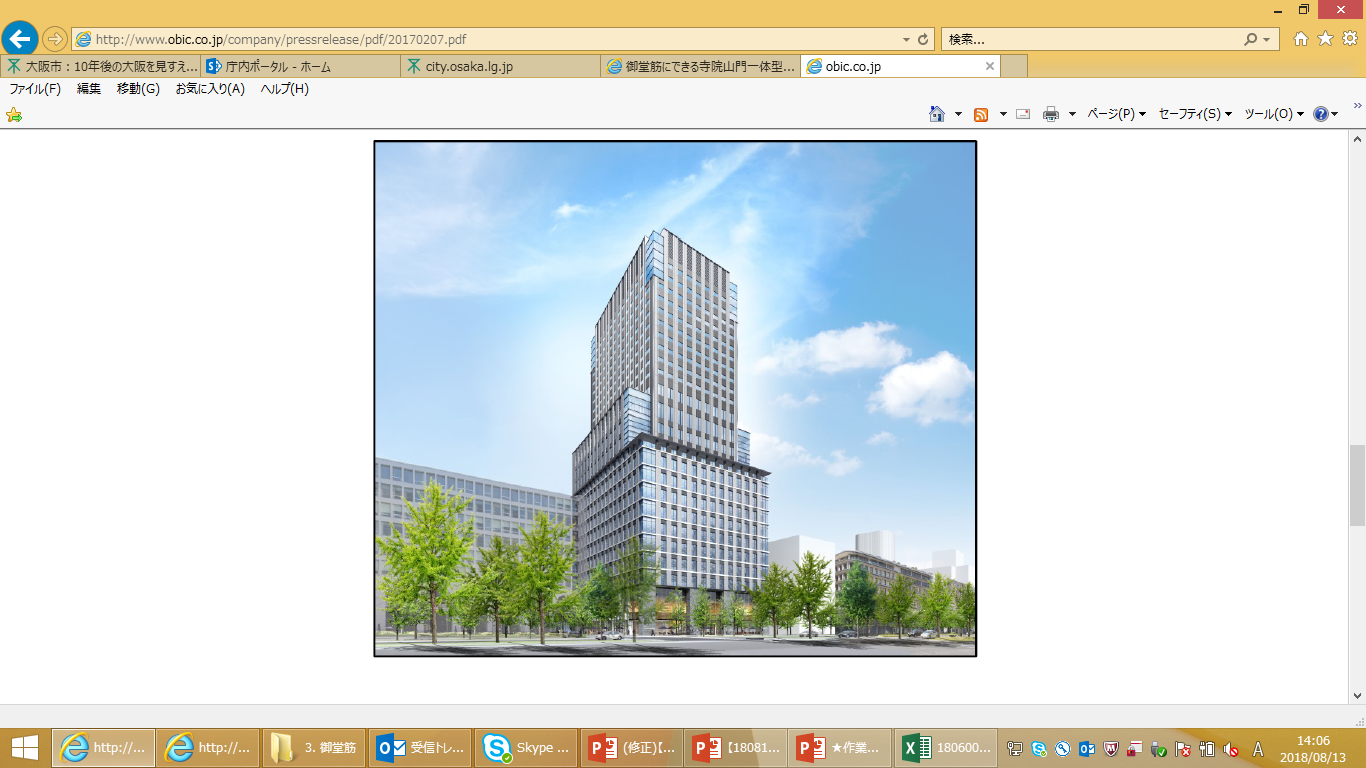 http://www.obic.co.jp/company/pressrelease/pdf/20170207.pdf
検索...
大阪市：10年後の大阪を見すえ...
庁内ポータル - ホーム
city.osaka.lg.jp
御堂筋にできる寺院山門一体型...
obic.co.jp
ファイル(F) 編集 移動(G) お気に入り(A) ヘルプ(H)
ページ(P) セーフティ(S) ツール(O)
http://...
http://...
3. 御堂筋
受信トレ...
Skype ...
(修正)【...
【18081...
★作業...
180600...
A
14:06
2018/08/13